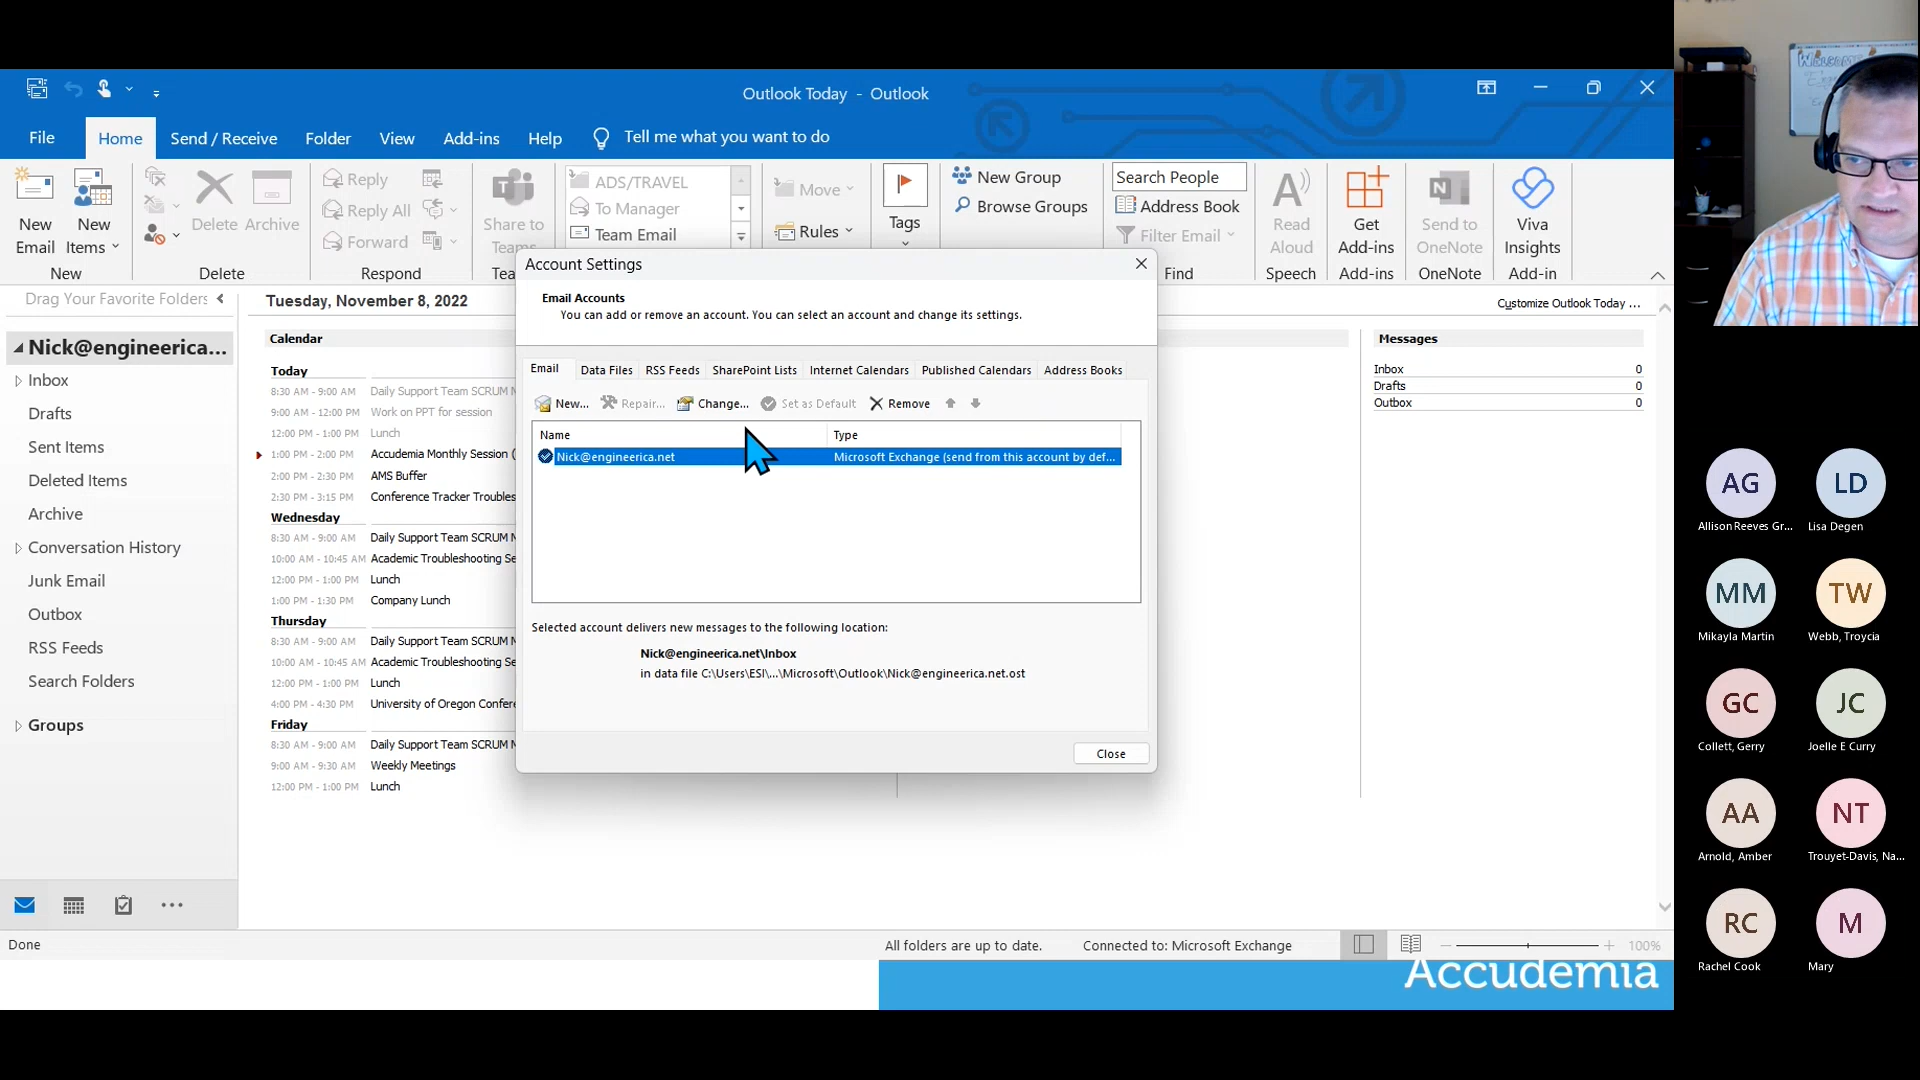 Outlook Today - Outlook
File
Home
Send / Receive
Folder
View
Add-ins
Help
Tell me what you want to do
New Email
New Items
New
Delete
Archive
Delete
Reply
Reply All
Forward
Respond
Share to Teams
Tea
ADS/TRAVEL
To Manager
Team Email
Move
Rules
Tags
New Group
Browse Groups
Search People
Address Book
Filter Email
Find
Read Aloud
Speech
Get Add-ins
Add-ins
Send to OneNote
OneNote
Viva Insights
Add-in
Drag Your Favorite Folders
Nick@engineerica...
Inbox
Drafts
Sent Items
Deleted Items
Archive
Conversation History
Junk Email
Outbox
RSS Feeds
Search Folders
Groups
Tuesday, November 8, 2022
Customize Outlook Today ...
Calendar
Today
8:30 AM - 9:00 AM Daily Support Team SCRUM M
9:00 AM - 12:00 PM Work on PPT for session
12:00 PM - 1:00 PM Lunch
1:00 PM - 2:00 PM Accudemia Monthly Session (
2:00 PM - 2:30 PM AMS Buffer
2:30 PM - 3:15 PM Conference Tracker Troubles
Wednesday
8:30 AM - 9:00 AM Daily Support Team SCRUM M
10:00 AM - 10:45 AM Academic Troubleshooting Se
12:00 PM - 1:00 PM Lunch
1:00 PM - 1:30 PM Company Lunch
Thursday
8:30 AM - 9:00 AM Daily Support Team SCRUM M
10:00 AM - 10:45 AM Academic Troubleshooting Se
12:00 PM - 1:00 PM Lunch
4:00 PM - 4:30 PM University of Oregon Confere
Friday
8:30 AM - 9:00 AM Daily Support Team SCRUM M
9:00 AM - 9:30 AM Weekly Meetings
12:00 PM - 1:00 PM Lunch
Account Settings
Email Accounts
You can add or remove an account. You can select an account and change its settings.
Email
Data Files
RSS Feeds
SharePoint Lists
Internet Calendars
Published Calendars
Address Books
New...
Repair...
Change...
Set as Default
Remove
Name
Type
Nick@engineerica.net
Microsoft Exchange (send from this account by def...
Selected account delivers new messages to the following location:
Nick@engineerica.net\Inbox
in data file C:\Users\ESI\...\Microsoft\Outlook\Nick@engineerica.net.ost
Close
Messages
Inbox 0
Drafts 0
Outbox 0
Done
All folders are up to date.
Connected to: Microsoft Exchange
100%
Accudemia
AG
Allison Reeves Gr...
LD
Lisa Degen
MM
Mikayla Martin
TW
Webb, Troycia
GC
Collett, Gerry
JC
Joelle E Curry
AA
Arnold, Amber
NT
Trouyet-Davis, Na...
RC
Rachel Cook
M
Mary